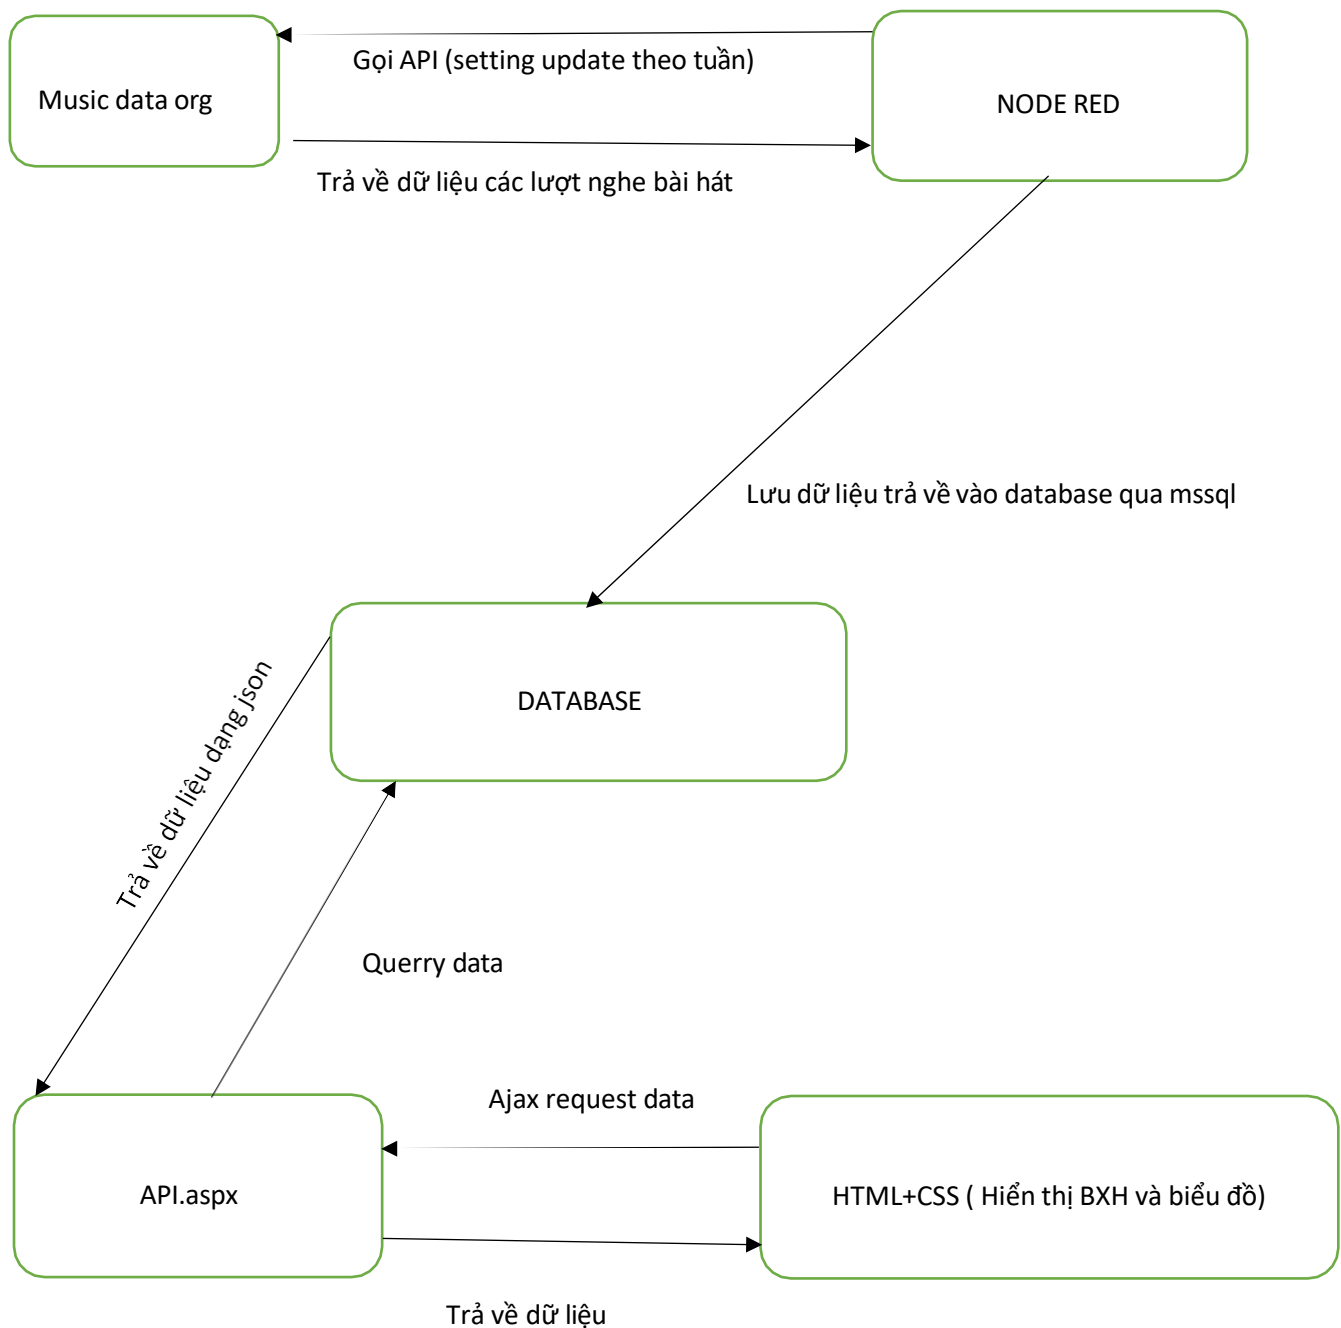 Gọi API (setting update theo tuần)
Music data org
NODE RED
Trả về dữ liệu các lượt nghe bài hát
Lưu dữ liệu trả về vào database qua mssql
DATABASE
Trả về dữ liệu dạng json
Querry data
Ajax request data
API.aspx
HTML+CSS ( Hiển thị BXH và biểu đồ)
Trả về dữ liệu